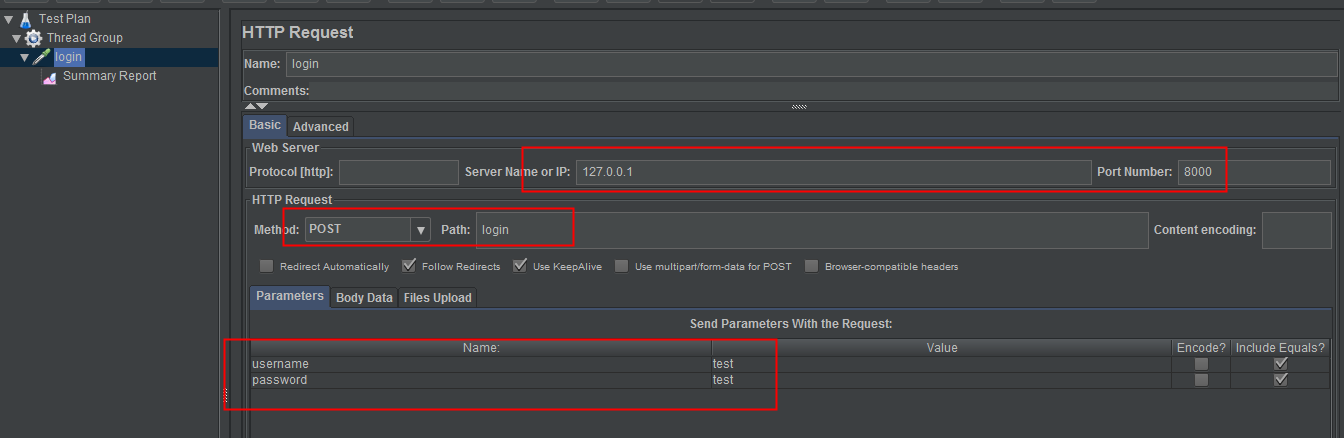 Test Plan
Thread Group
login
Summary Report
HTTP Request
Name: login
Comments:
Basic Advanced
Web Server
Protocol [http]: Server Name or IP: 127.0.0.1 Port Number: 8000
HTTP Request
Method: POST Path: login Content encoding:
Redirect Automatically Follow Redirects Use KeepAlive Use multipart/form-data for POST Browser-compatible headers
Parameters Body Data Files Upload
Send Parameters With the Request:
Name: Value Encode? Include Equals?
username test
password test